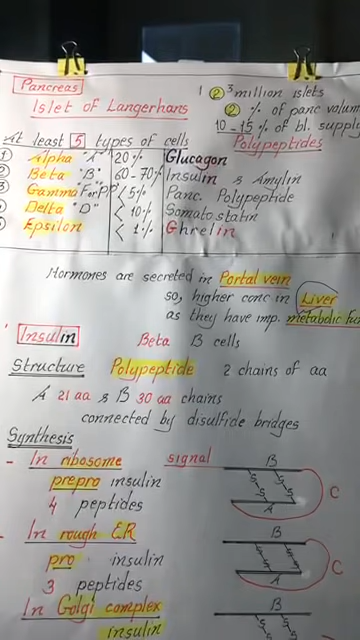 Pancreas
1 ② 3 million islets
Islet of Langerhans
② % of panc volum
10 - 15 % of bl. supply
At least 5 types of cells
Polypeptides
Alpha "A" 20% Glucagon
Beta "B" 60-70% Insulin & Amylin
Gamma F or PP < 5% Panc. Polypeptide
Delta "D" < 10% Somatostatin
Epsilon < 1% Ghrelin
Hormones are secreted in Portal vein
so, higher conc in Liver
as they have imp. metabolic Fun
Insulin Beta B cells
Structure Polypeptide 2 chains of aa
A 21 aa & B 30 aa chains
connected by disulfide bridges
Synthesis
- In ribosome signal B
prepro insulin S S S S C
4 peptides A
- In rough ER B
pro insulin S S S S C
3 peptides A
In Golgi complex B
insulin S S